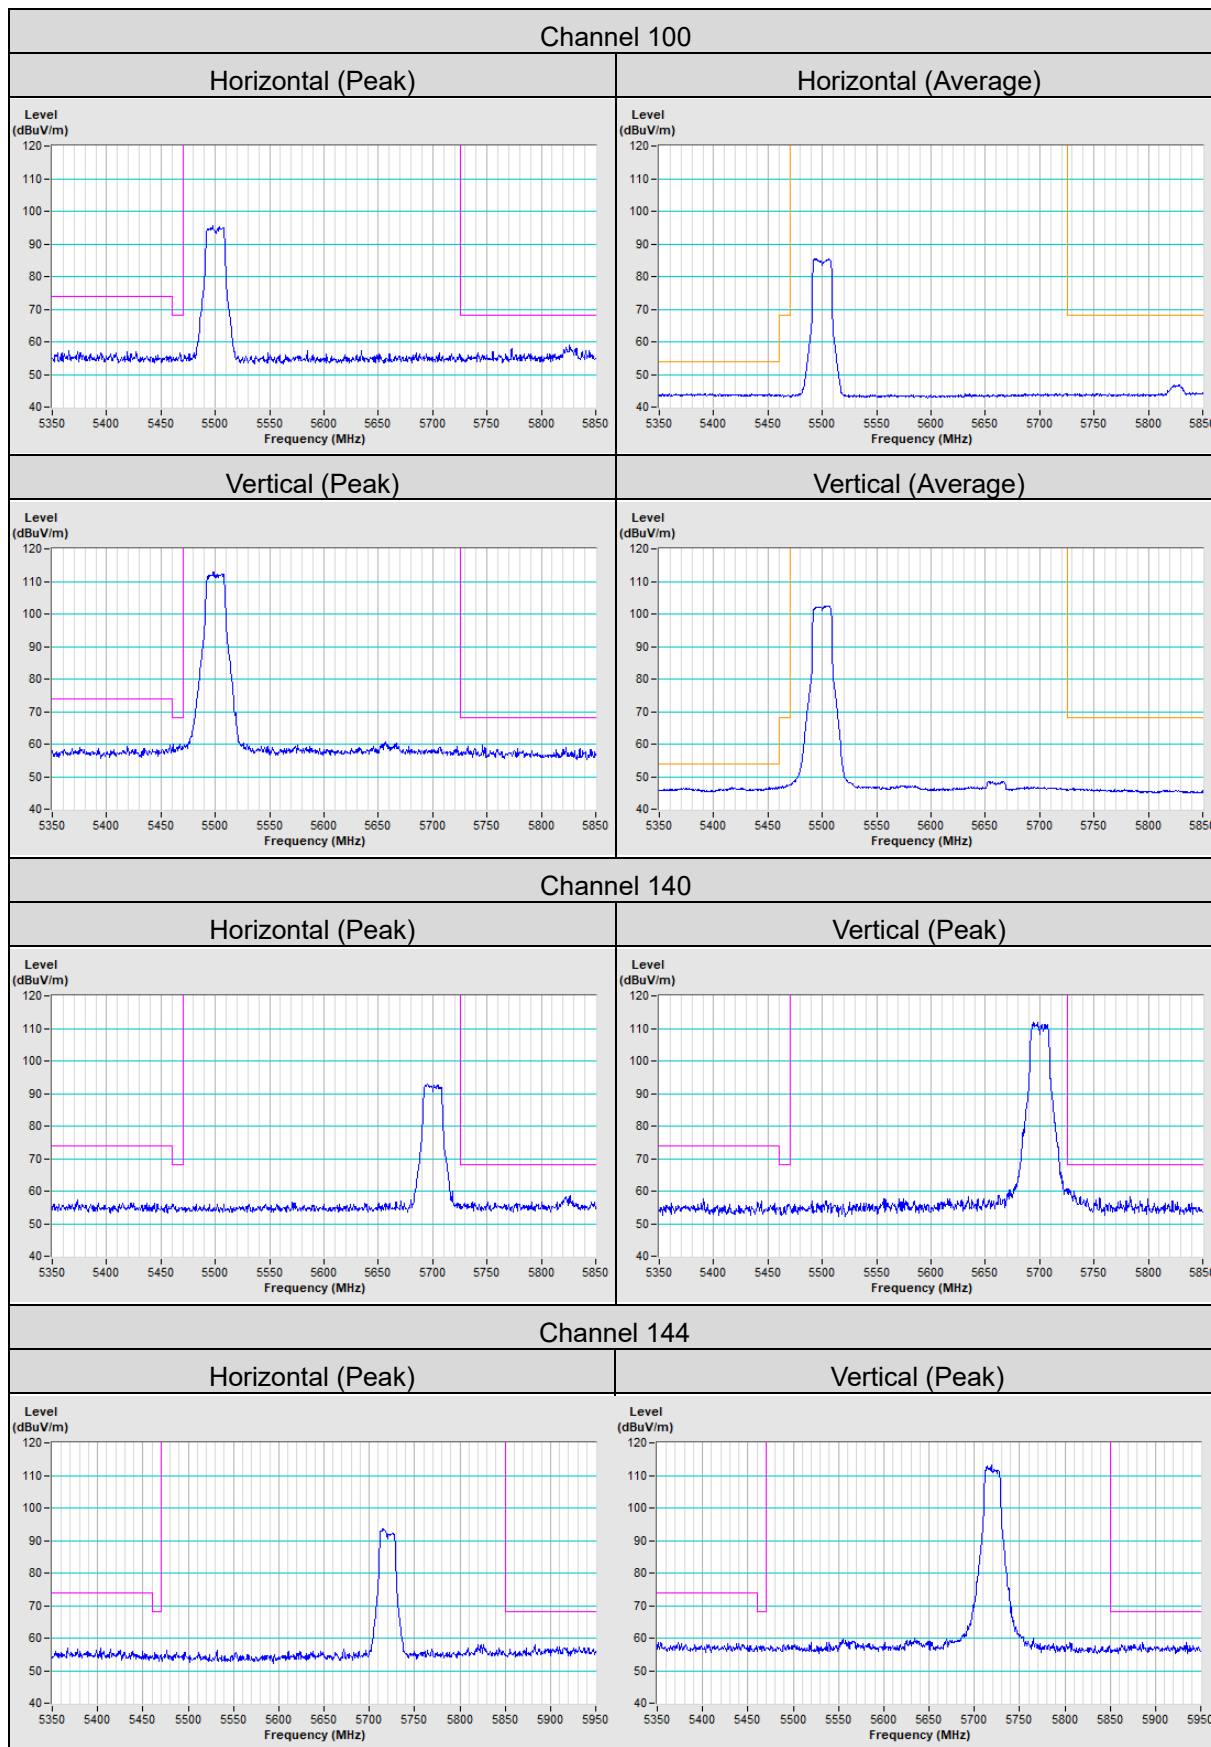 Channel 100
Horizontal (Peak)
Horizontal (Average)
Level
(dBuV/m)
120
110
100
90
80
70
60
50
40
5350 5400 5450 5500 5550 5600 5650 5700 5750 5800 5850
Frequency (MHz)
Level
(dBuV/m)
120
110
100
90
80
70
60
50
40
5350 5400 5450 5500 5550 5600 5650 5700 5750 5800 5850
Frequency (MHz)
Vertical (Peak)
Vertical (Average)
Level
(dBuV/m)
120
110
100
90
80
70
60
50
40
5350 5400 5450 5500 5550 5600 5650 5700 5750 5800 5850
Frequency (MHz)
Level
(dBuV/m)
120
110
100
90
80
70
60
50
40
5350 5400 5450 5500 5550 5600 5650 5700 5750 5800 5850
Frequency (MHz)
Channel 140
Horizontal (Peak)
Vertical (Peak)
Level
(dBuV/m)
120
110
100
90
80
70
60
50
40
5350 5400 5450 5500 5550 5600 5650 5700 5750 5800 5850
Frequency (MHz)
Level
(dBuV/m)
120
110
100
90
80
70
60
50
40
5350 5400 5450 5500 5550 5600 5650 5700 5750 5800 5850
Frequency (MHz)
Channel 144
Horizontal (Peak)
Vertical (Peak)
Level
(dBuV/m)
120
110
100
90
80
70
60
50
40
5350 5400 5450 5500 5550 5600 5650 5700 5750 5800 5850 5900 5950
Frequency (MHz)
Level
(dBuV/m)
120
110
100
90
80
70
60
50
40
5350 5400 5450 5500 5550 5600 5650 5700 5750 5800 5850 5900 5950
Frequency (MHz)